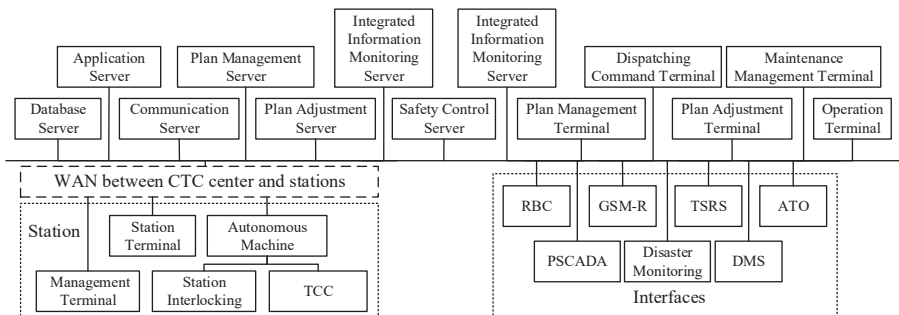 Application
Server
Plan Management
Server
Integrated
Information
Monitoring
Server
Integrated
Information
Monitoring
Server
Dispatching
Command Terminal
Maintenance
Management Terminal
Database
Server
Communication
Server
Plan Adjustment
Server
Safety Control
Server
Plan Management
Terminal
Plan Adjustment
Terminal
Operation
Terminal
WAN between CTC center and stations
Station
Station
Terminal
Autonomous
Machine
Management
Terminal
Station
Interlocking
TCC
RBC
GSM-R
TSRS
ATO
PSCADA
Disaster
Monitoring
DMS
Interfaces